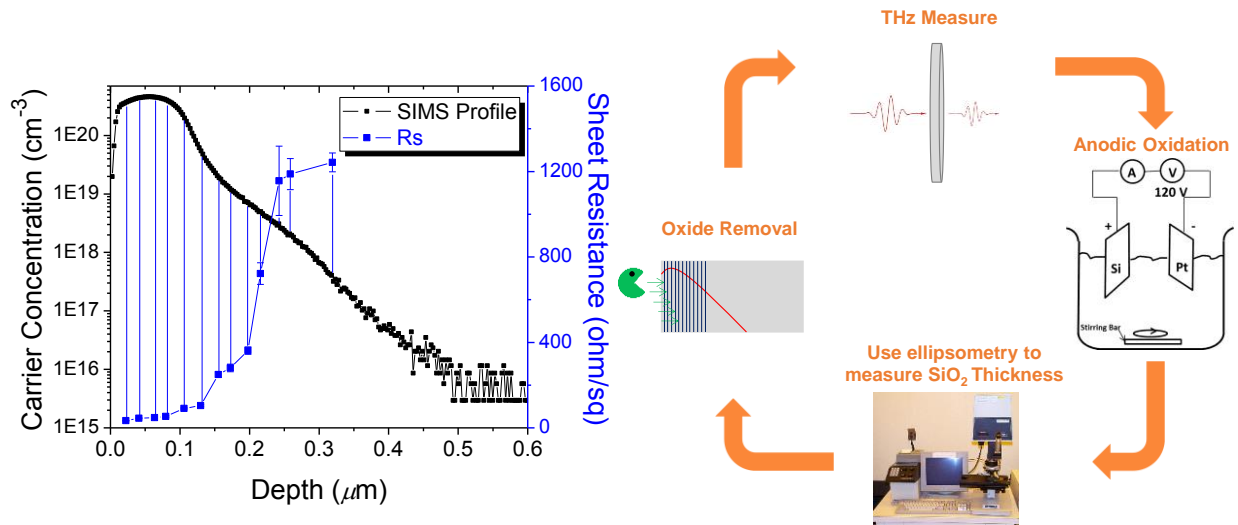 Carrier Concentration (cm⁻³)
1E20
1E19
1E18
1E17
1E16
1E15
0.0
0.1
0.2
0.3
0.4
0.5
0.6
Depth (μm)
SIMS Profile
Rs
1600
1200
800
400
0
Sheet Resistance (ohm/sq)
THz Measure
Anodic Oxidation
A
V
120 V
+
-
Si
Pt
Stirring Bar
Oxide Removal
Use ellipsometry to
measure SiO₂ Thickness